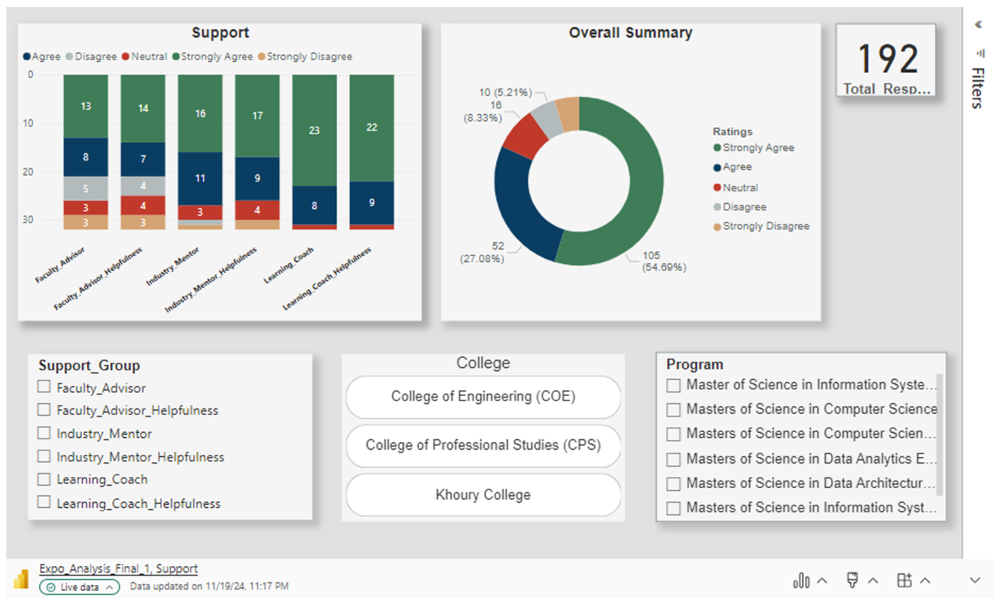 Support
Agree Disagree Neutral Strongly Agree Strongly Disagree
0
10
20
30
13 14 16 17 23 22
8 7 11 9 8 9
5 4
3 4 3 4
3 3
Faculty_Advisor
Faculty_Advisor_Helpfulness
Industry_Mentor
Industry_Mentor_Helpfulness
Learning_Coach
Learning_Coach_Helpfulness
Overall Summary
10 (5.21%)
16
(8.33%)
52
(27.08%)
105
(54.69%)
Ratings
Strongly Agree
Agree
Neutral
Disagree
Strongly Disagree
192
Total_Resp...
Filters
Support_Group
Faculty_Advisor
Faculty_Advisor_Helpfulness
Industry_Mentor
Industry_Mentor_Helpfulness
Learning_Coach
Learning_Coach_Helpfulness
College
College of Engineering (COE)
College of Professional Studies (CPS)
Khoury College
Program
Master of Science in Information Syste...
Masters of Science in Computer Science
Masters of Science in Computer Scien...
Masters of Science in Data Analytics E...
Masters of Science in Data Architectur...
Masters of Science in Information Syst...
Expo_Analysis_Final_1, Support
Live data
Data updated on 11/19/24, 11:17 PM